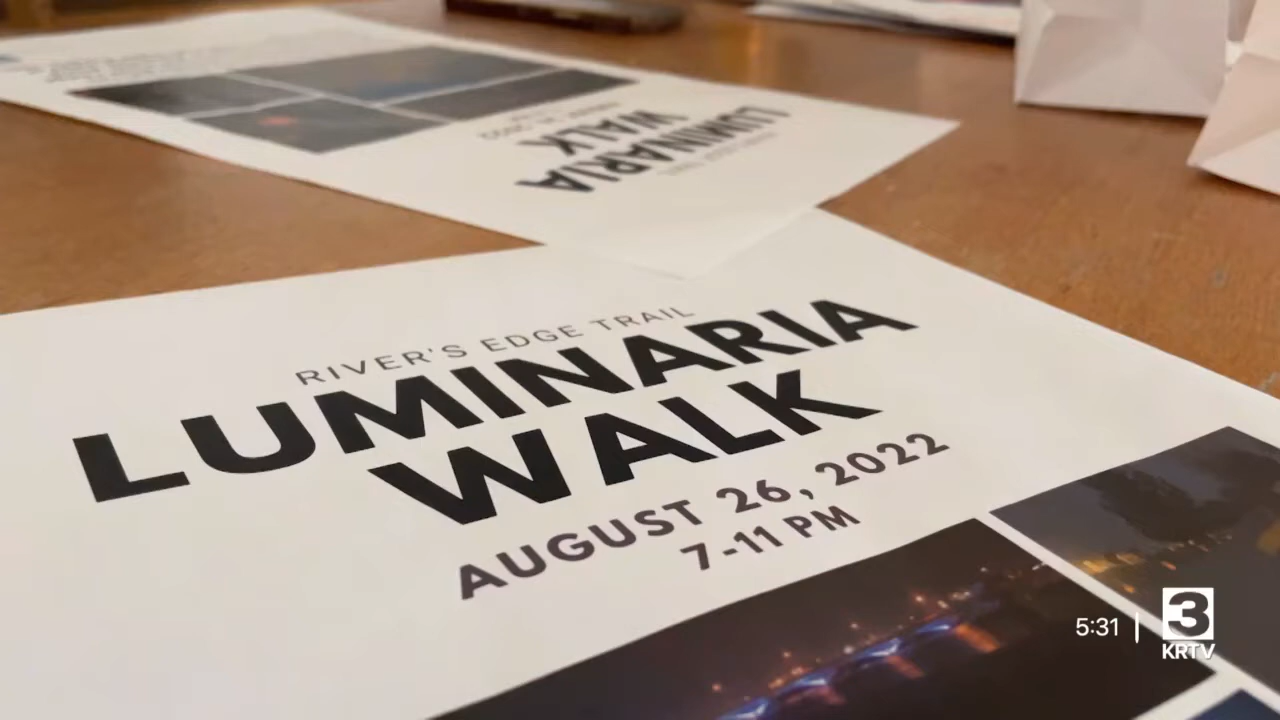 LUMINARIA
WALK
RIVER'S EDGE TRAIL
LUMINARIA
WALK
AUGUST 26, 2022
7-11 PM
5:31
3
KRTV